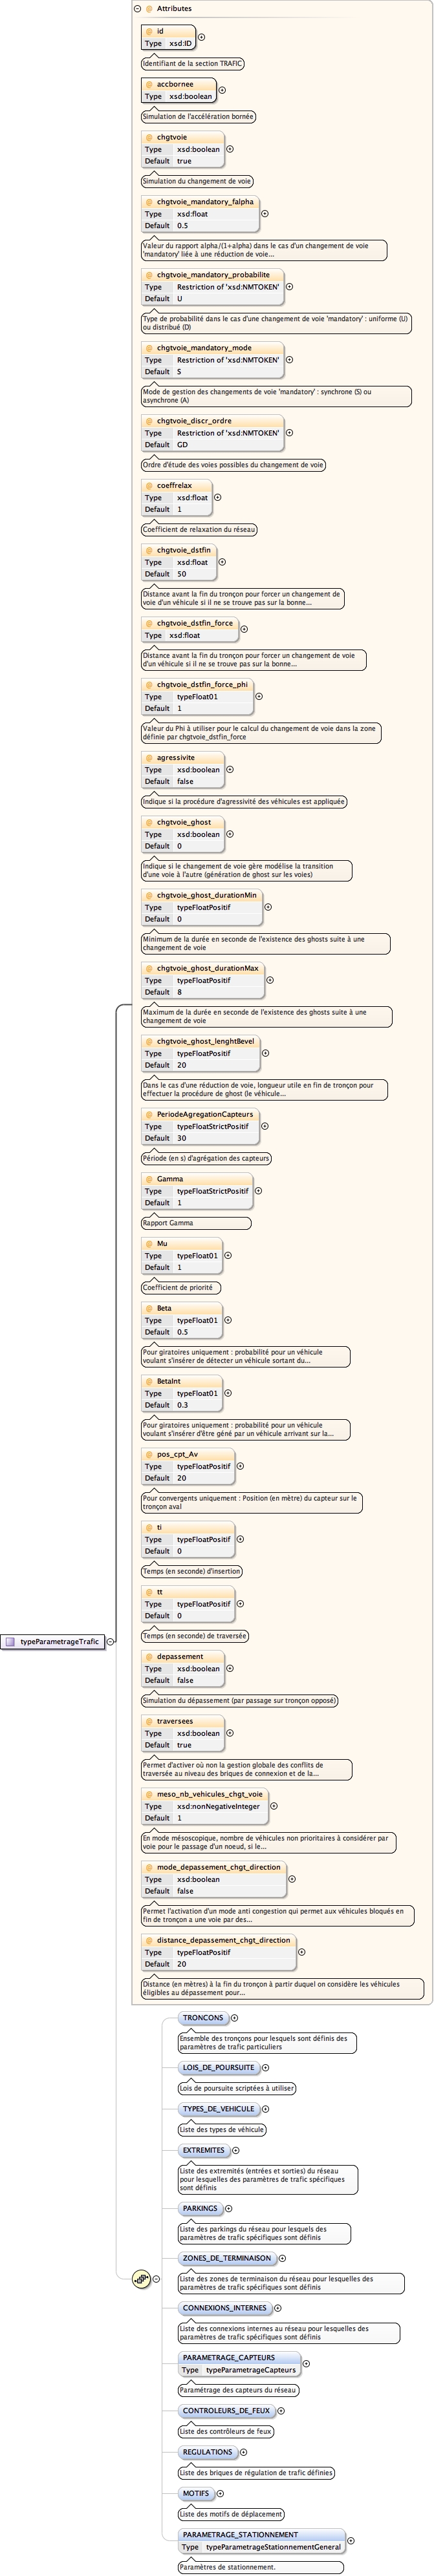 Attributes
id
Type xsd:ID
Identifiant de la section TRAFIC
accbornee
Type xsd:boolean
Simulation de l'accélération bornée
chgtvoie
Type xsd:boolean
Default true
Simulation du changement de voie
chgtvoie_mandatory_falpha
Type xsd:float
Default 0.5
Valeur du rapport alpha/(1+alpha) dans le cas d'un changement de voie
'mandatory' liée à une réduction de voie...
chgtvoie_mandatory_probabilite
Type Restriction of 'xsd:NMTOKEN'
Default U
Type de probabilité dans le cas d'une changement de voie 'mandatory' : uniforme (U)
ou distribué (D)
chgtvoie_mandatory_mode
Type Restriction of 'xsd:NMTOKEN'
Default S
Mode de gestion des changements de voie 'mandatory' : synchrone (S) ou
asynchrone (A)
chgtvoie_discr_ordre
Type Restriction of 'xsd:NMTOKEN'
Default GD
Ordre d'étude des voies possibles du changement de voie
coeffrelax
Type xsd:float
Default 1
Coefficient de relaxation du réseau
chgtvoie_dstfin
Type xsd:float
Default 50
Distance avant la fin du tronçon pour forcer un changement de
voie d'un véhicule si il ne se trouve pas sur la bonne...
chgtvoie_dstfin_force
Type xsd:float
Distance avant la fin du tronçon pour forcer un changement de voie
d'un véhicule si il ne se trouve pas sur la bonne...
chgtvoie_dstfin_force_phi
Type typeFloat01
Default 1
Valeur du Phi à utiliser pour le calcul du changement de voie dans la zone
définie par chgtvoie_dstfin_force
agressivite
Type xsd:boolean
Default false
Indique si la procédure d'agressivité des véhicules est appliquée
chgtvoie_ghost
Type xsd:boolean
Default 0
Indique si le changement de voie gère modélise la transition
d'une voie à l'autre (génération de ghost sur les voies)
chgtvoie_ghost_durationMin
Type typeFloatPositif
Default 0
Minimum de la durée en seconde de l'existence des ghosts suite à une
changement de voie
chgtvoie_ghost_durationMax
Type typeFloatPositif
Default 8
Maximum de la durée en seconde de l'existence des ghosts suite à une
changement de voie
chgtvoie_ghost_lenghtBevel
Type typeFloatPositif
Default 20
Dans le cas d'une réduction de voie, longueur utile en fin de tronçon pour
effectuer la procédure de ghost (le véhicule...
PeriodeAgregationCapteurs
Type typeFloatStrictPositif
Default 30
Période (en s) d'agrégation des capteurs
Gamma
Type typeFloatStrictPositif
Default 1
Rapport Gamma
Mu
Type typeFloat01
Default 1
Coefficient de priorité
Beta
Type typeFloat01
Default 0.5
Pour giratoires uniquement : probabilité pour un véhicule
voulant s'insérer de détecter un véhicule sortant du...
BetaInt
Type typeFloat01
Default 0.3
Pour giratoires uniquement : probabilité pour un véhicule
voulant s'insérer d'être géné par un véhicule arrivant sur la...
pos_cpt_Av
Type typeFloatPositif
Default 20
Pour convergents uniquement : Position (en mètre) du capteur sur le
tronçon aval
ti
Type typeFloatPositif
Default 0
Temps (en seconde) d'insertion
tt
Type typeFloatPositif
Default 0
Temps (en seconde) de traversée
depassement
Type xsd:boolean
Default false
Simulation du dépassement (par passage sur tronçon opposé)
traversees
Type xsd:boolean
Default true
Permet d'activer où non la gestion globale des conflits de
traversée au niveau des briques de connexion et de la...
meso_nb_vehicules_chgt_voie
Type xsd:nonNegativeInteger
Default 1
En mode mésoscopique, nombre de véhicules non prioritaires à considérer par
voie pour le passage d'un noeud, si le...
mode_depassement_chgt_direction
Type xsd:boolean
Default false
Permet l'activation d'un mode anti congestion qui permet aux véhicules bloqués en
fin de tronçon a une voie par des...
distance_depassement_chgt_direction
Type typeFloatPositif
Default 20
Distance (en mètres) à la fin du tronçon à partir duquel on considère les véhicules
éligibles au dépassement pour...
typeParametrageTrafic
TRONCONS
Ensemble des tronçons pour lesquels sont définis des
paramètres de trafic particuliers
LOIS_DE_POURSUITE
Lois de poursuite scriptées à utiliser
TYPES_DE_VEHICULE
Liste des types de véhicule
EXTREMITES
Liste des extremités (entrées et sorties) du réseau
pour lesquelles des paramètres de trafic spécifiques
sont définis
PARKINGS
Liste des parkings du réseau pour lesquels des
paramètres de trafic spécifiques sont définis
ZONES_DE_TERMINAISON
Liste des zones de terminaison du réseau pour lesquelles des
paramètres de trafic spécifiques sont définis
CONNEXIONS_INTERNES
Liste des connexions internes au réseau pour lesquelles des
paramètres de trafic spécifiques sont définis
PARAMETRAGE_CAPTEURS
Type typeParametrageCapteurs
Paramétrage des capteurs du réseau
CONTROLEURS_DE_FEUX
Liste des contrôleurs de feux
REGULATIONS
Liste des briques de régulation de trafic définies
MOTIFS
Liste des motifs de déplacement
PARAMETRAGE_STATIONNEMENT
Type typeParametrageStationnementGeneral
Paramètres de stationnement.